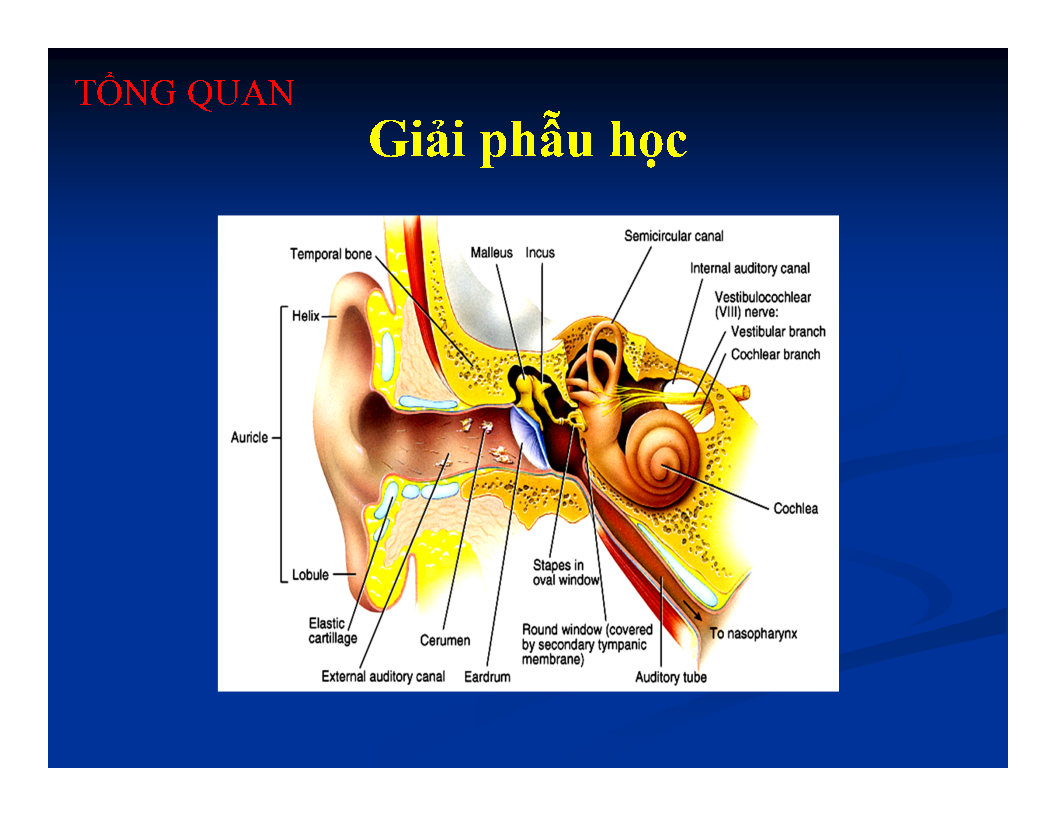 TỔNG QUAN
Giải phẫu học
Semicircular canal
Temporal bone
Malleus
Incus
Internal auditory canal
Helix
Vestibulocochlear
(VIII) nerve:
Vestibular branch
Cochlear branch
Auricle
Cochlea
Stapes in
oval window
Lobule
Elastic
cartillage
Cerumen
Round window (covered
by secondary tympanic
membrane)
To nasopharynx
External auditory canal
Eardrum
Auditory tube